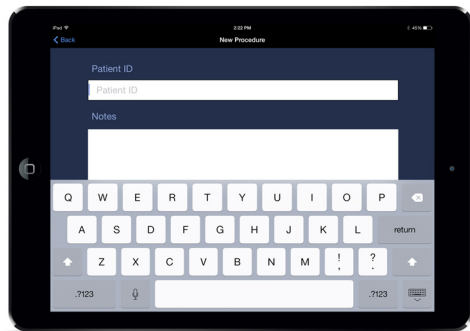 iPad 2:22 PM 45%
Back New Procedure
Patient ID
Patient ID
Notes
Q W E R T Y U I O P
A S D F G H J K L return
Z X C V B N M ! , ? .
.?123 .?123